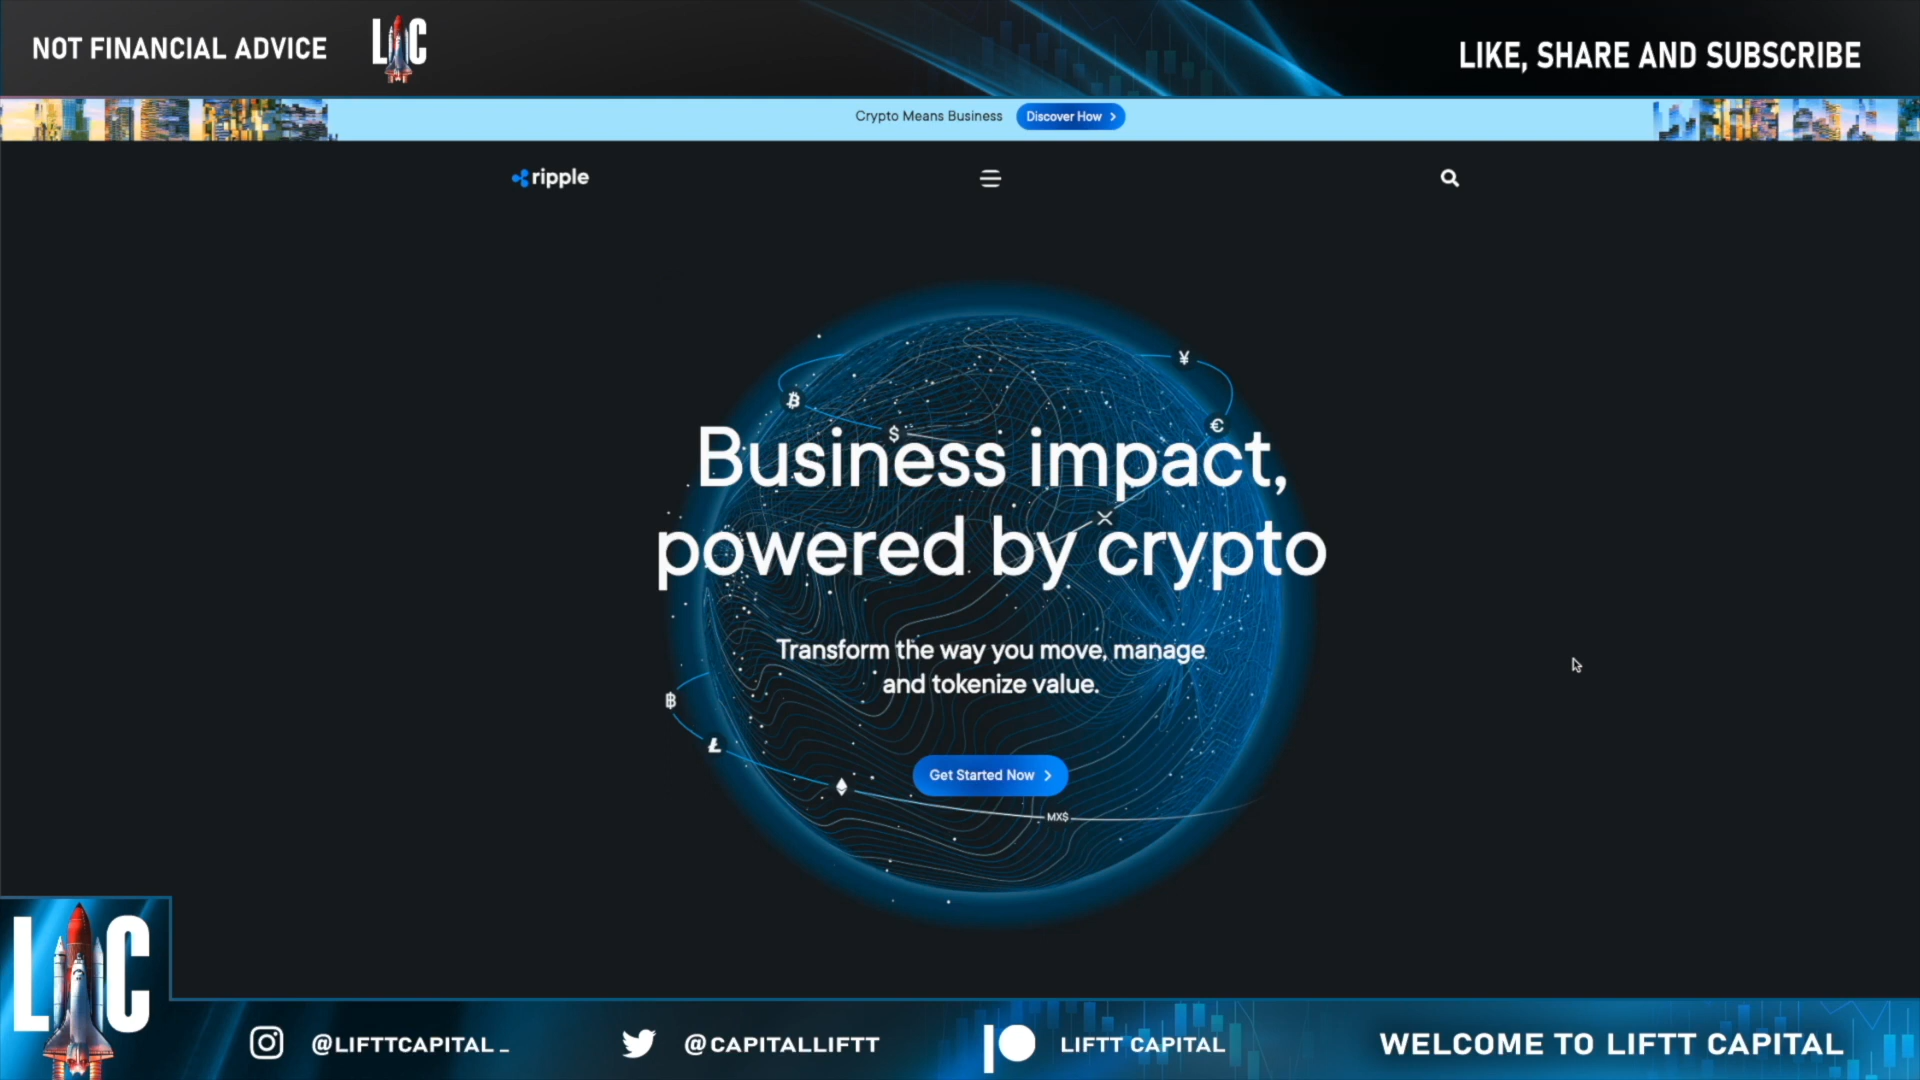 NOT FINANCIAL ADVICE
LC
LIKE, SHARE AND SUBSCRIBE
Crypto Means Business
Discover How
ripple
¥
€
$
Business impact,
powered by crypto
Transform the way you move, manage
and tokenize value.
Get Started Now
MX$
LC
@LIFTTCAPITAL_
@CAPITALLIFTT
LIFTT CAPITAL
WELCOME TO LIFTT CAPITAL